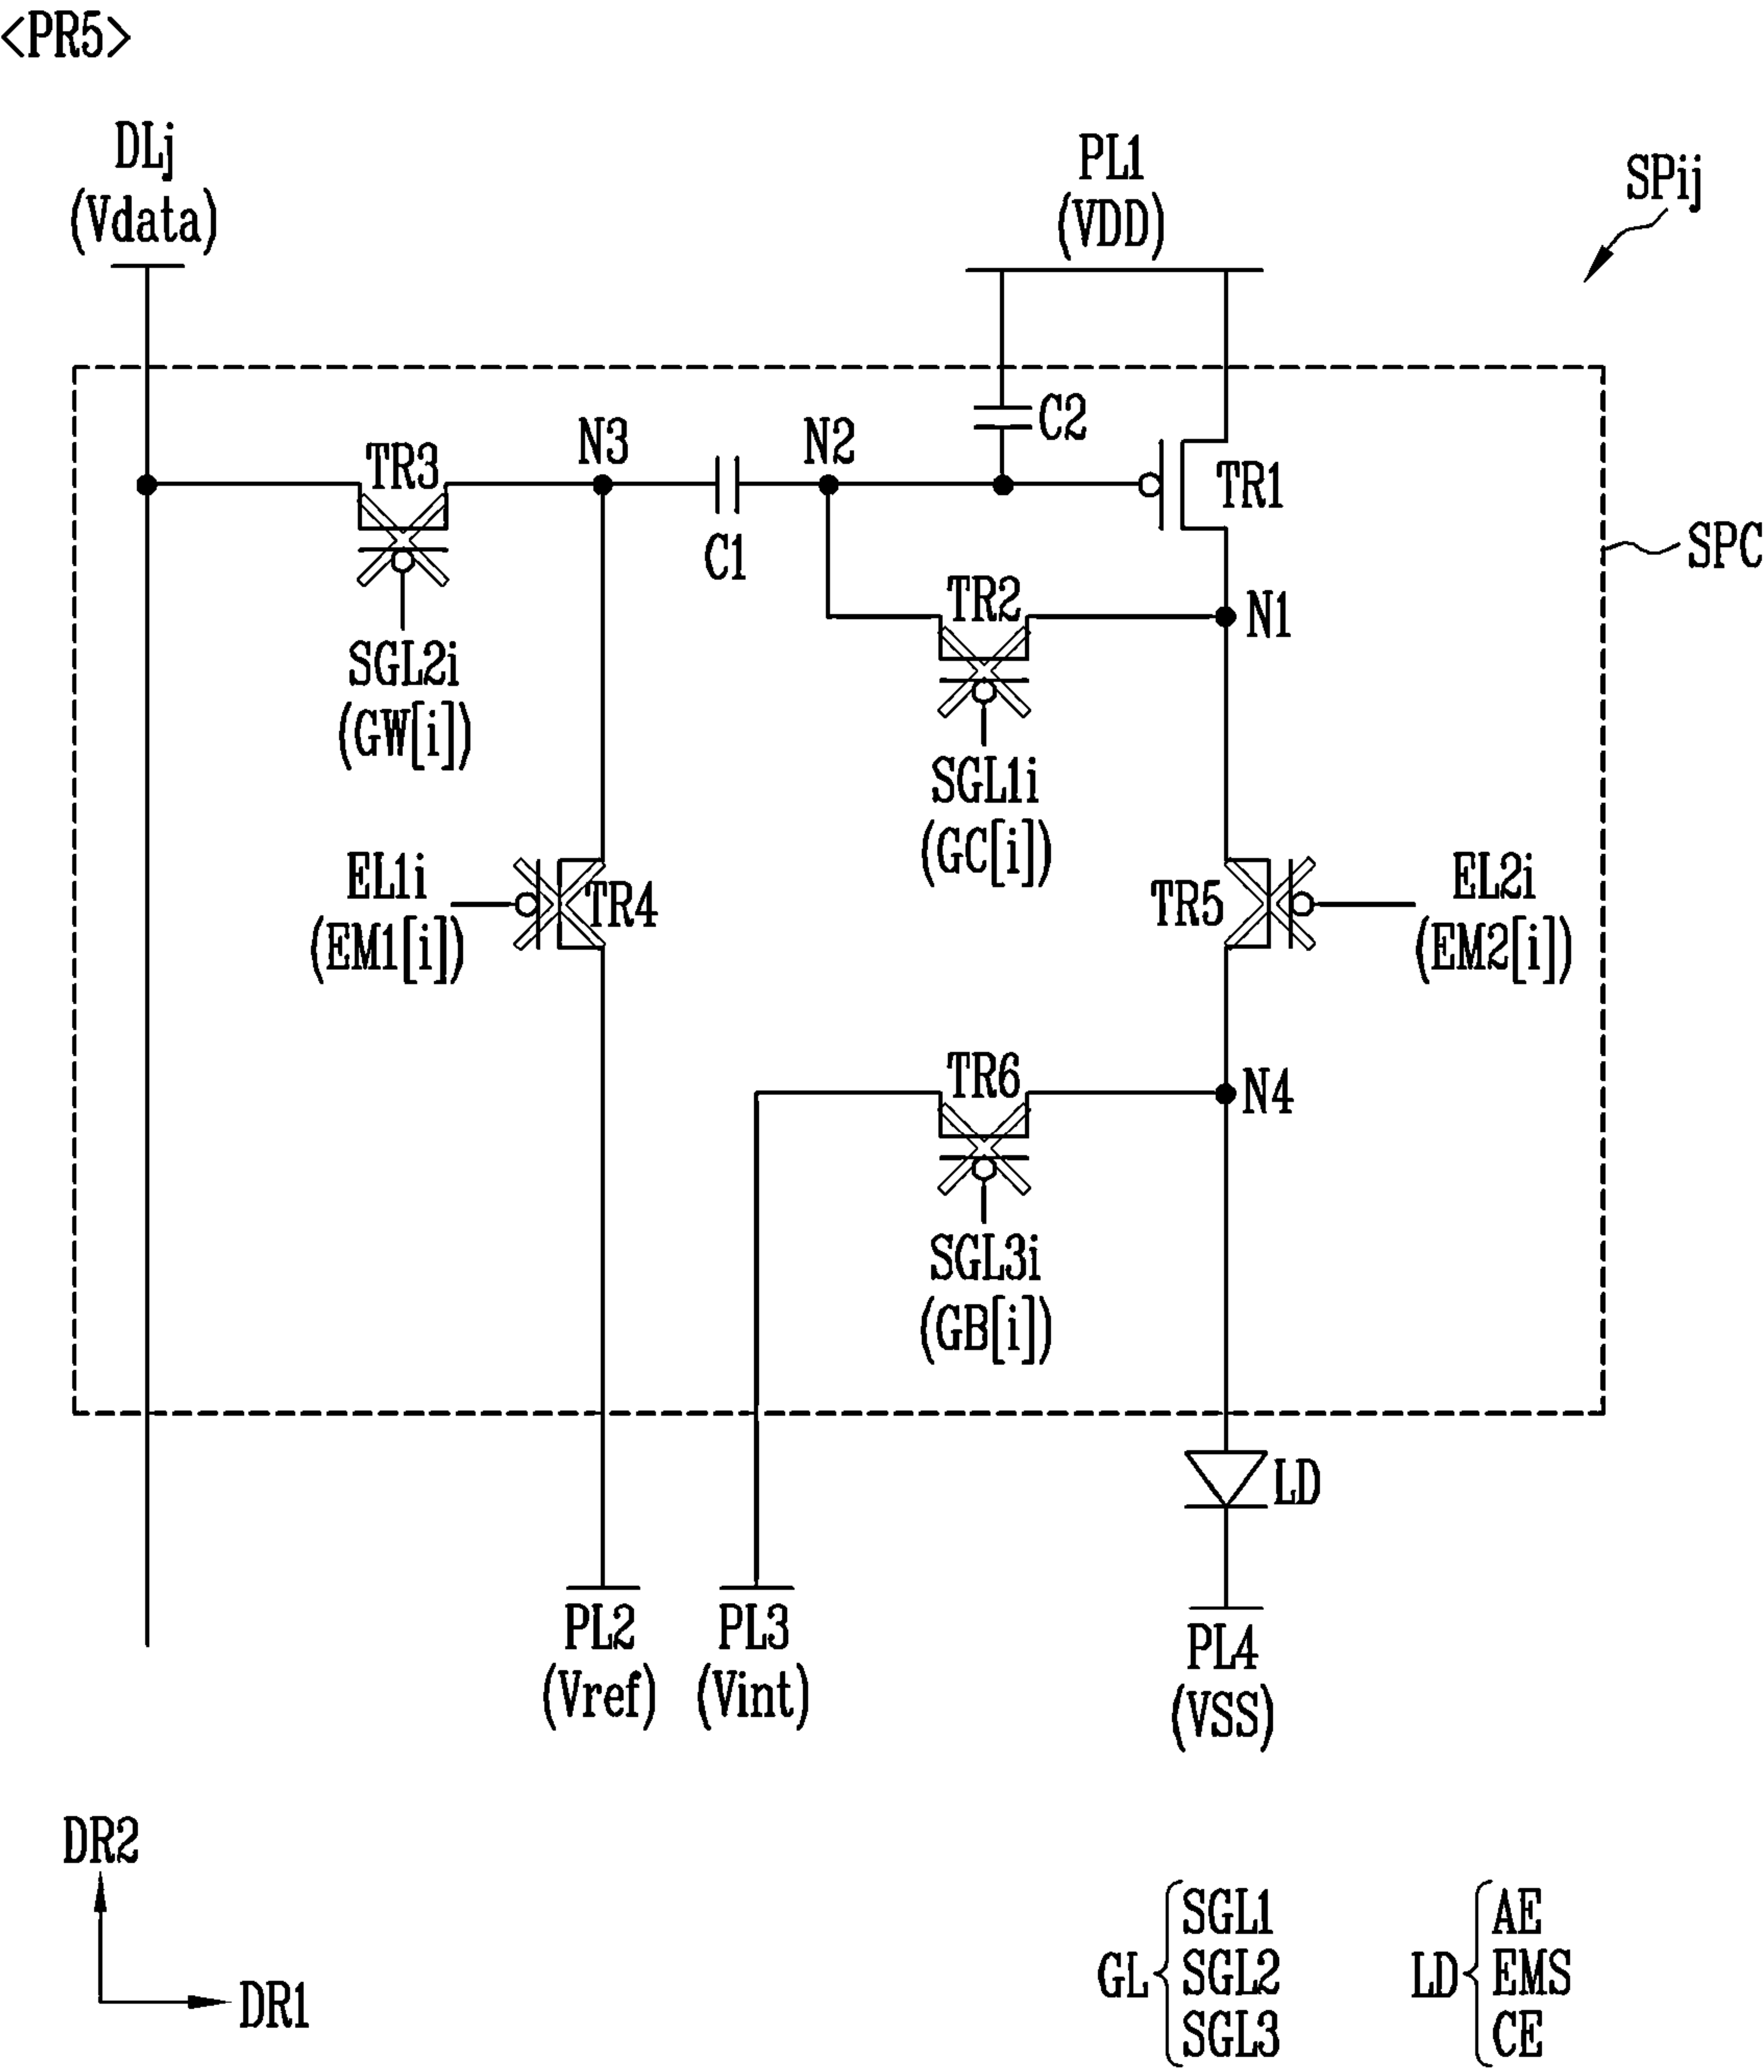 <PR5>
DLj
(Vdata)
PL1
(VDD)
SPij
C2
N3
N2
TR3
TR1
C1
SPC
TR2
N1
SGL2i
(GW[i])
SGL1i
(GC[i])
EL1i
(EM1[i])
TR4
TR5
EL2i
(EM2[i])
TR6
N4
SGL3i
(GB[i])
LD
PL2
(Vref)
PL3
(Vint)
PL4
(VSS)
DR2
DR1
GL
SGL1
SGL2
SGL3
LD
AE
EMS
CE